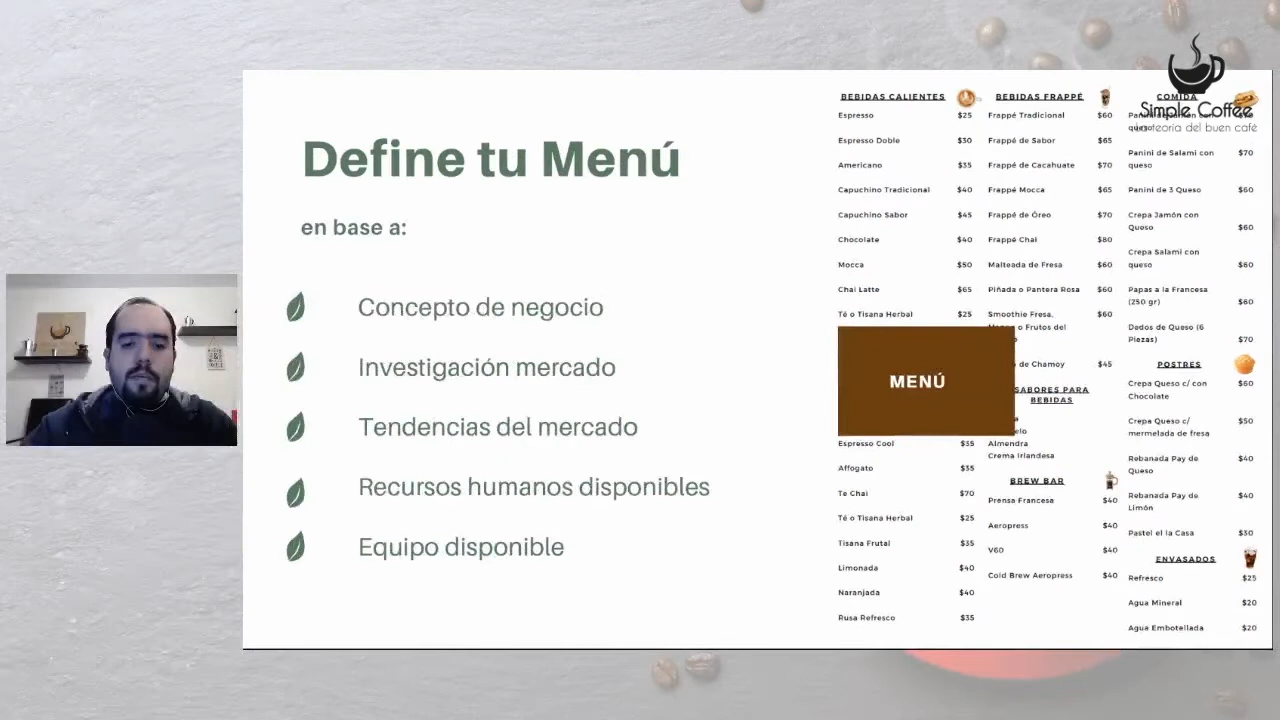 Define tu Menú
en base a:
Concepto de negocio
Investigación mercado
Tendencias del mercado
Recursos humanos disponibles
Equipo disponible
BEBIDAS CALIENTES
Espresso $25
Espresso Doble $30
Americano $35
Capuchino Tradicional $40
Capuchino Sabor $45
Chocolate $40
Mocca $50
Chai Latte $65
Té o Tisana Herbal $25
MENÚ
Espresso Cool $35
Affogato $35
Te Chai $70
Té o Tisana Herbal $25
Tisana Frutal $35
Limonada $40
Naranjada $40
Rusa Refresco $35
BEBIDAS FRAPPÉ
Frappé Tradicional $60
Frappé de Sabor $65
Frappé de Cacahuate $70
Frappé Mocca $65
Frappé de Óreo $70
Frappé Chai $80
Malteada de Fresa $60
Piñada o Pantera Rosa $60
Smoothie Fresa, $60
o Frutos del
de Chamoy $45
SABORES PARA
BEBIDAS
Almendra
Crema Irlandesa
BREW BAR
Prensa Francesa $40
Aeropress $40
V60 $40
Cold Brew Aeropress $40
COMIDA
Simple Coffee
la teoría del buen café
Panini de Salami con $70
queso
Panini de 3 Queso $60
Crepa Jamón con
Queso $60
Crepa Salami con
queso $60
Papas a la Francesa
(250 gr) $60
Dedos de Queso (6
Piezas) $70
POSTRES
Crepa Queso c/ con $60
Chocolate
Crepa Queso c/ $50
mermelada de fresa
Rebanada Pay de $40
Queso
Rebanada Pay de $40
Limón
Pastel el la Casa $30
ENVASADOS
Refresco $25
Agua Mineral $20
Agua Embotellada $20